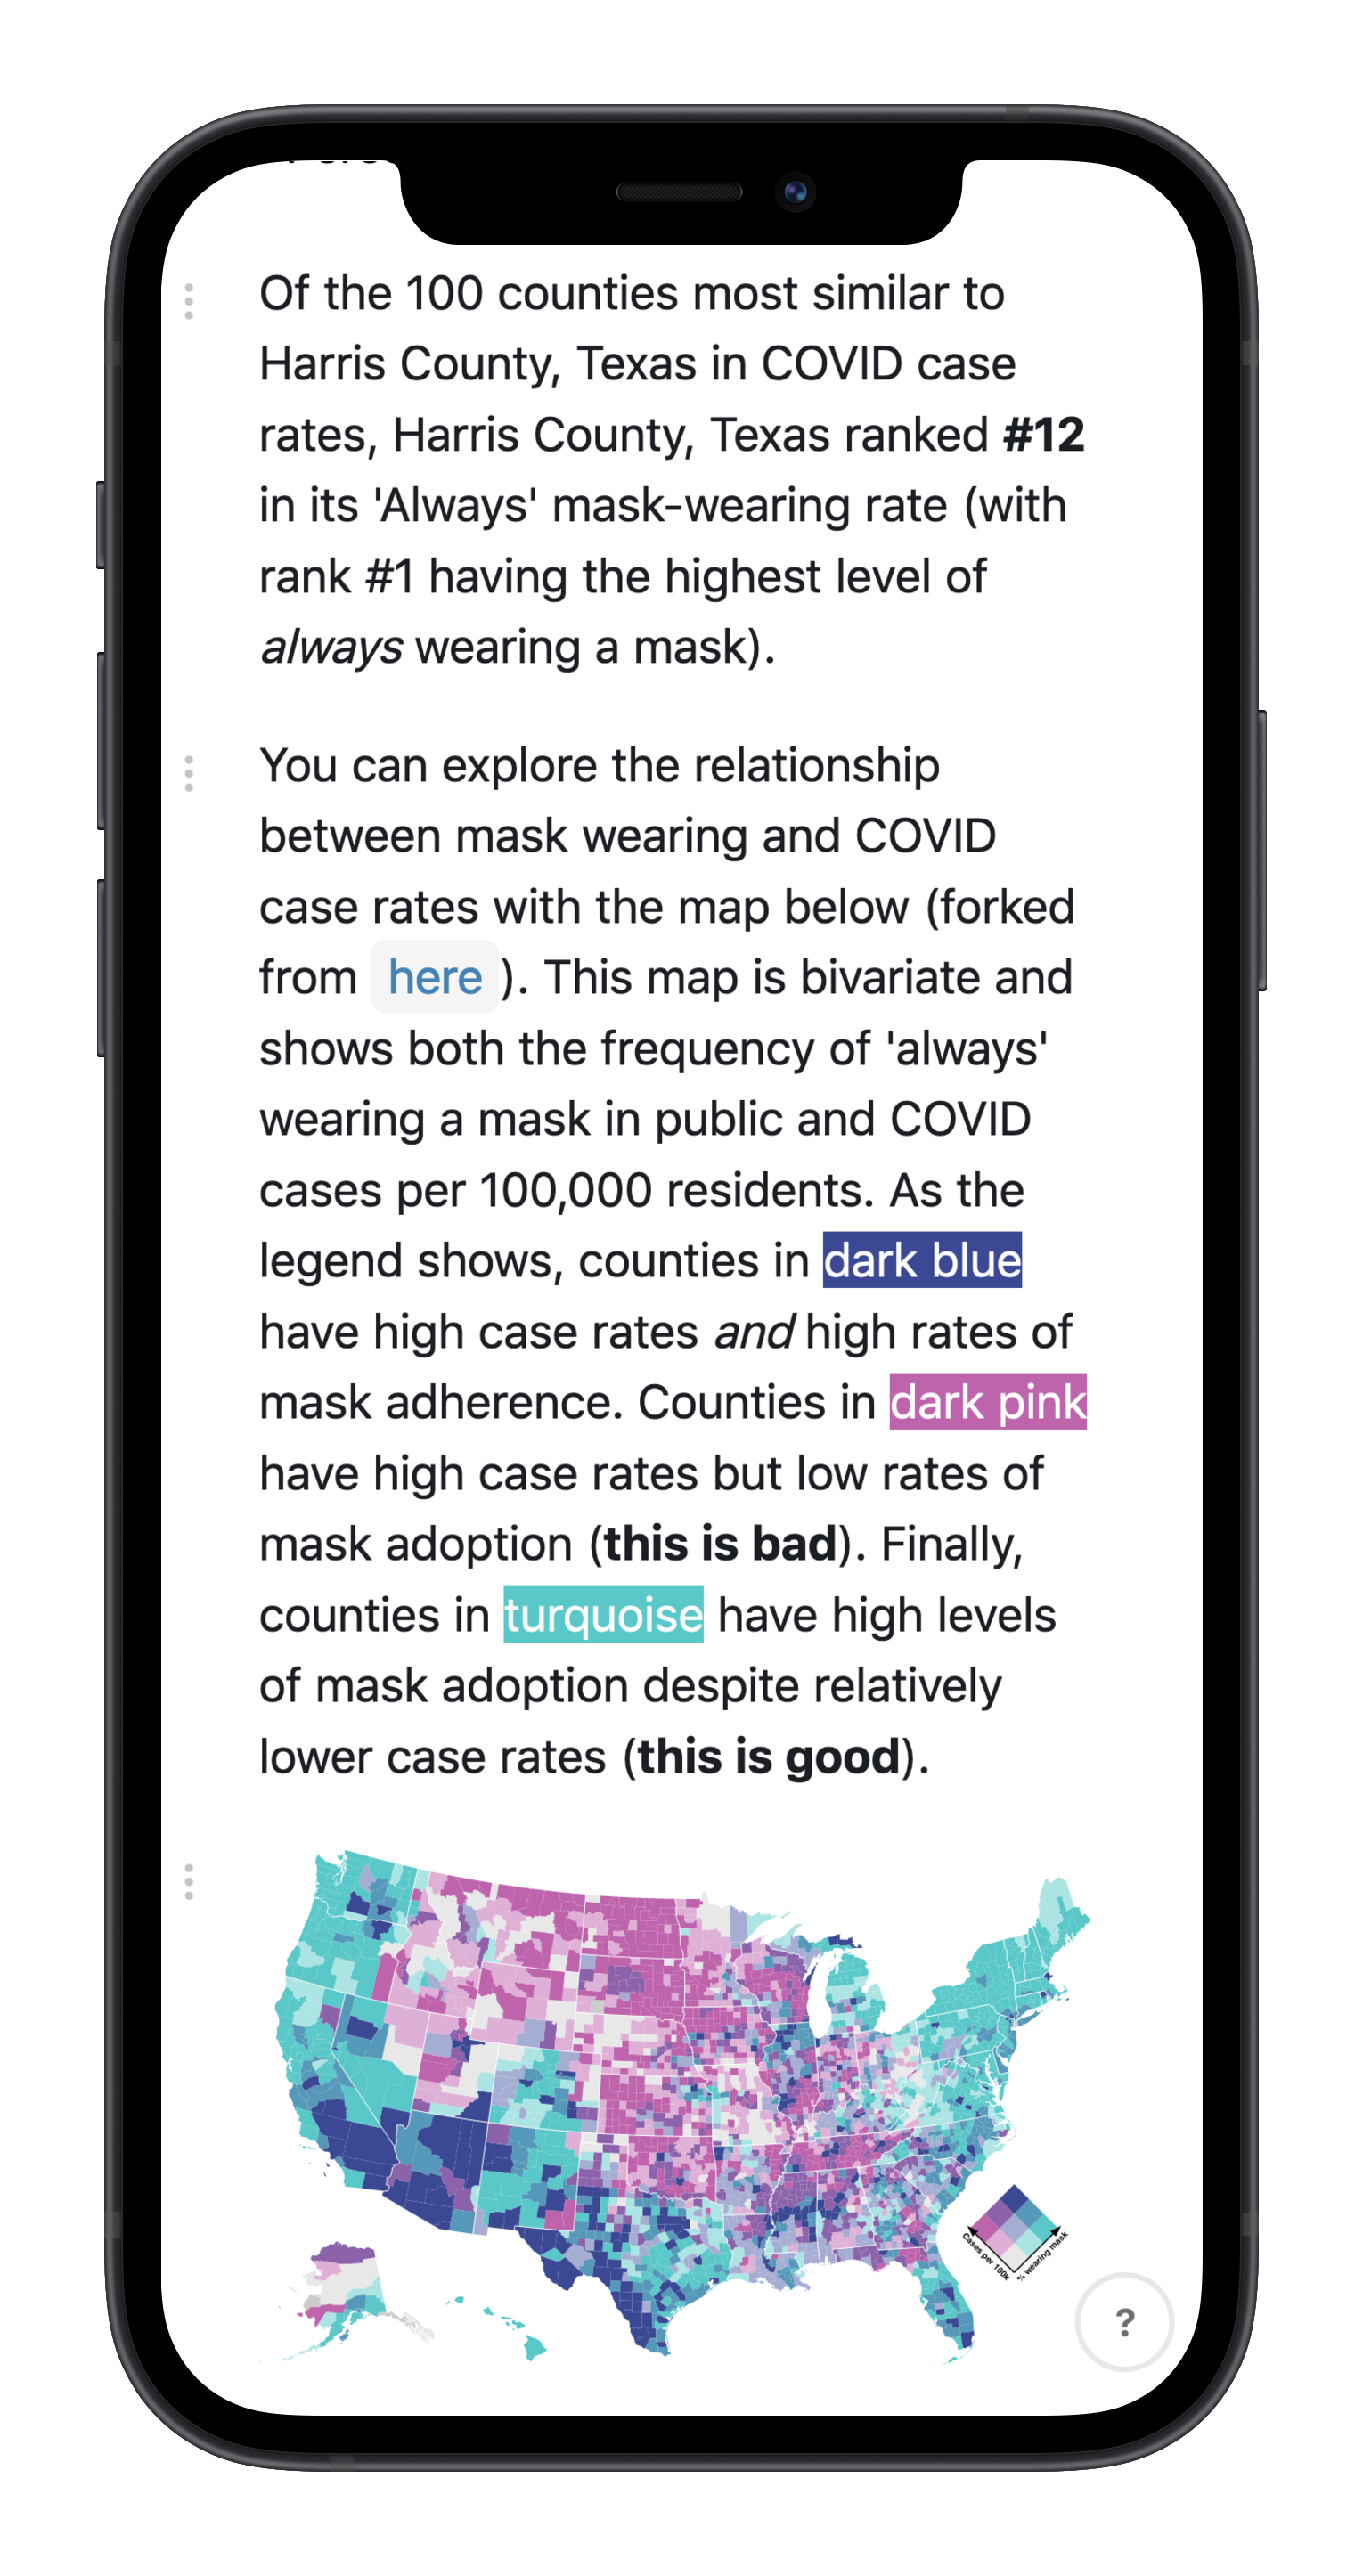 Of the 100 counties most similar to
Harris County, Texas in COVID case
rates, Harris County, Texas ranked #12
in its 'Always' mask-wearing rate (with
rank #1 having the highest level of
always wearing a mask).
You can explore the relationship
between mask wearing and COVID
case rates with the map below (forked
from here ). This map is bivariate and
shows both the frequency of 'always'
wearing a mask in public and COVID
cases per 100,000 residents. As the
legend shows, counties in dark blue
have high case rates and high rates of
mask adherence. Counties in dark pink
have high case rates but low rates of
mask adoption (this is bad). Finally,
counties in turquoise have high levels
of mask adoption despite relatively
lower case rates (this is good).
Cases per 100k
% wearing mask
?